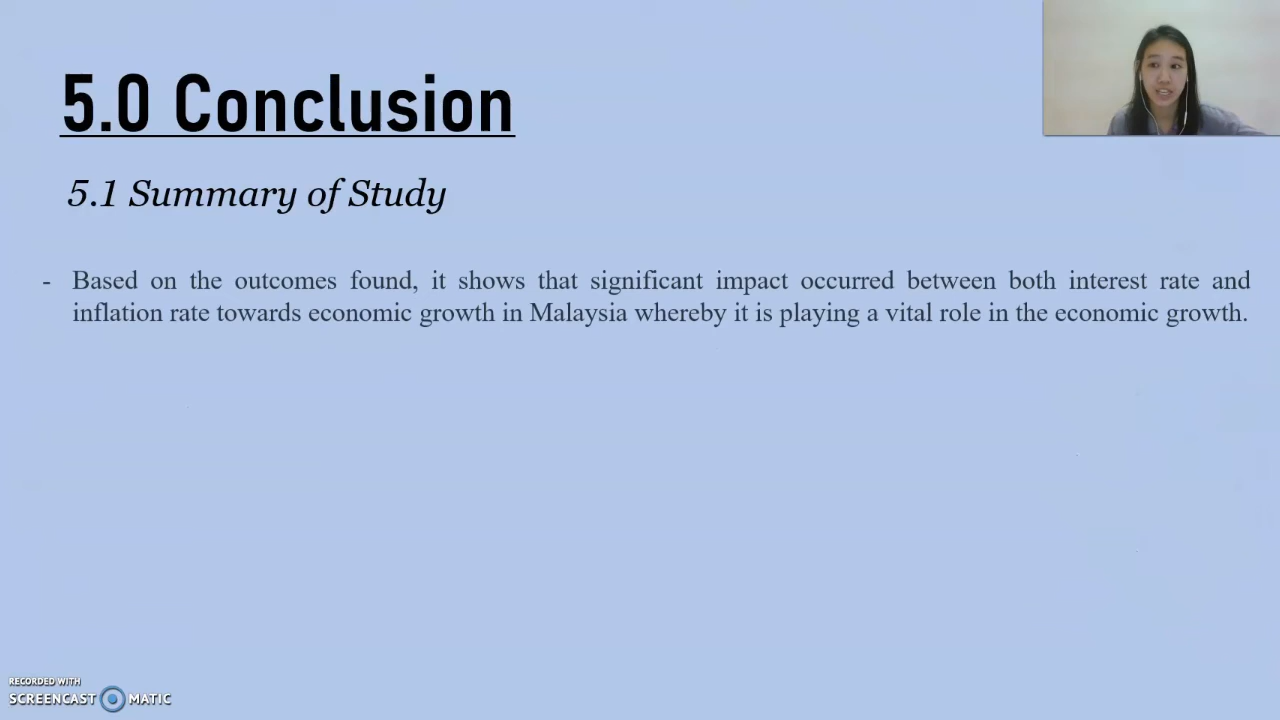 5.0 Conclusion
5.1 Summary of Study
- Based on the outcomes found, it shows that significant impact occurred between both interest rate and
inflation rate towards economic growth in Malaysia whereby it is playing a vital role in the economic growth.
RECORDED WITH
SCREENCAST MATIC